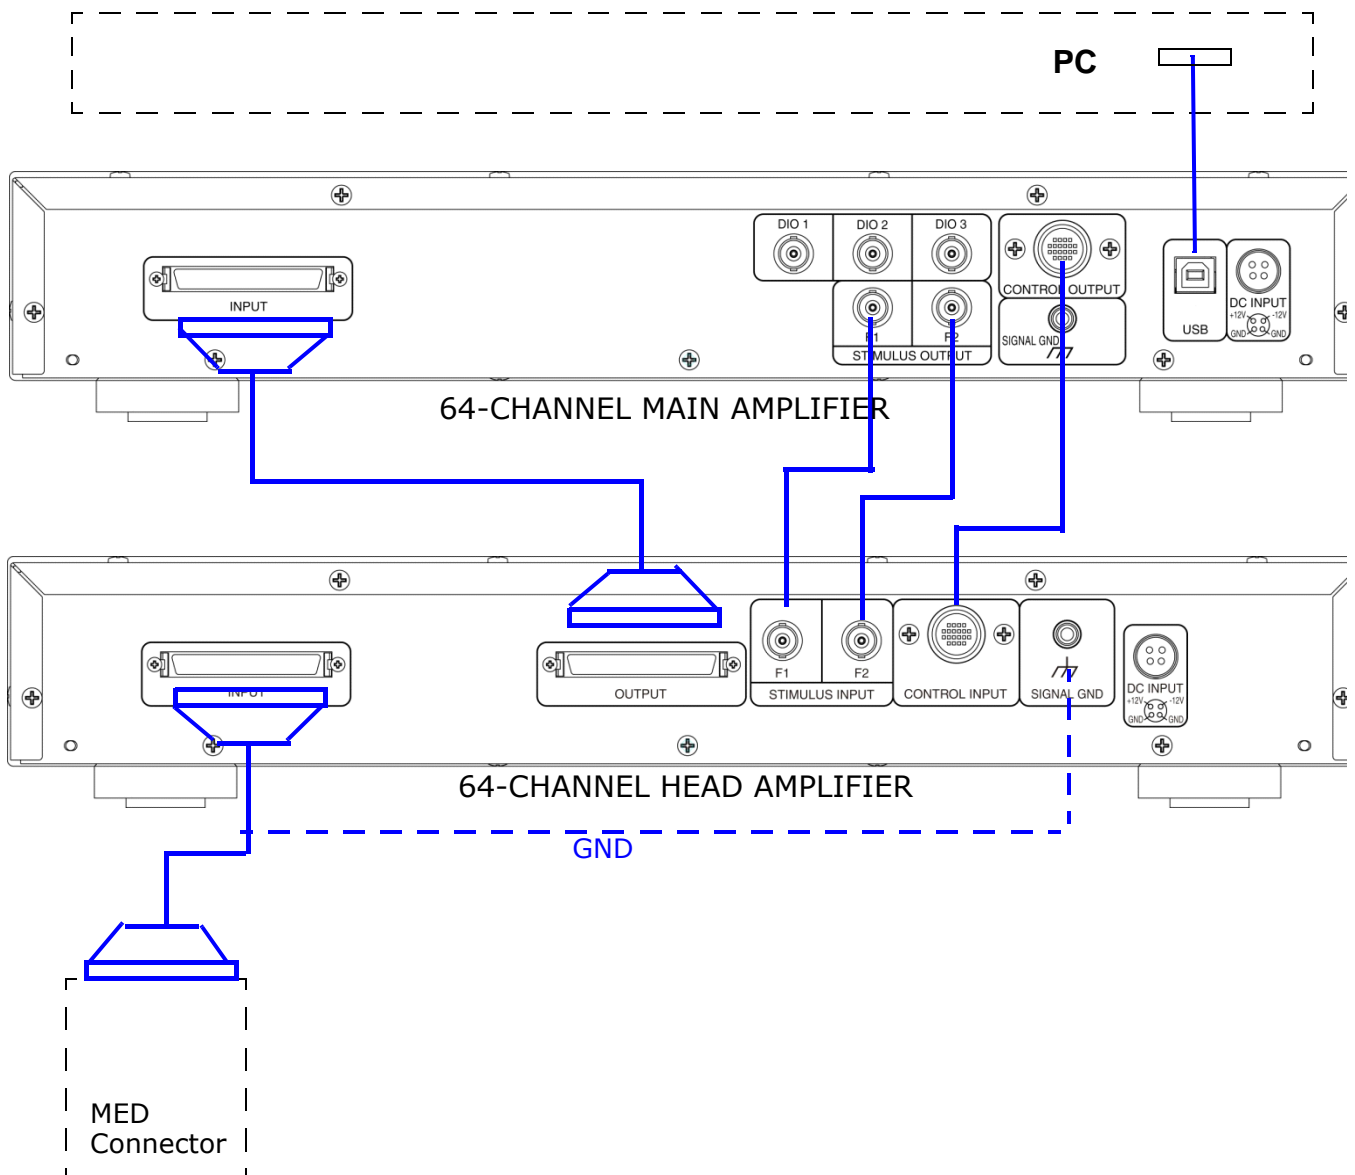 PC
DIO 1
DIO 2
DIO 3
CONTROL OUTPUT
INPUT
F1
F2
STIMULUS OUTPUT
SIGNAL GND
USB
DC INPUT
+12V
-12V
GND
GND
64-CHANNEL MAIN AMPLIFIER
INPUT
OUTPUT
F1
F2
STIMULUS INPUT
CONTROL INPUT
SIGNAL GND
DC INPUT
+12V
-12V
GND
GND
64-CHANNEL HEAD AMPLIFIER
GND
MED
Connector